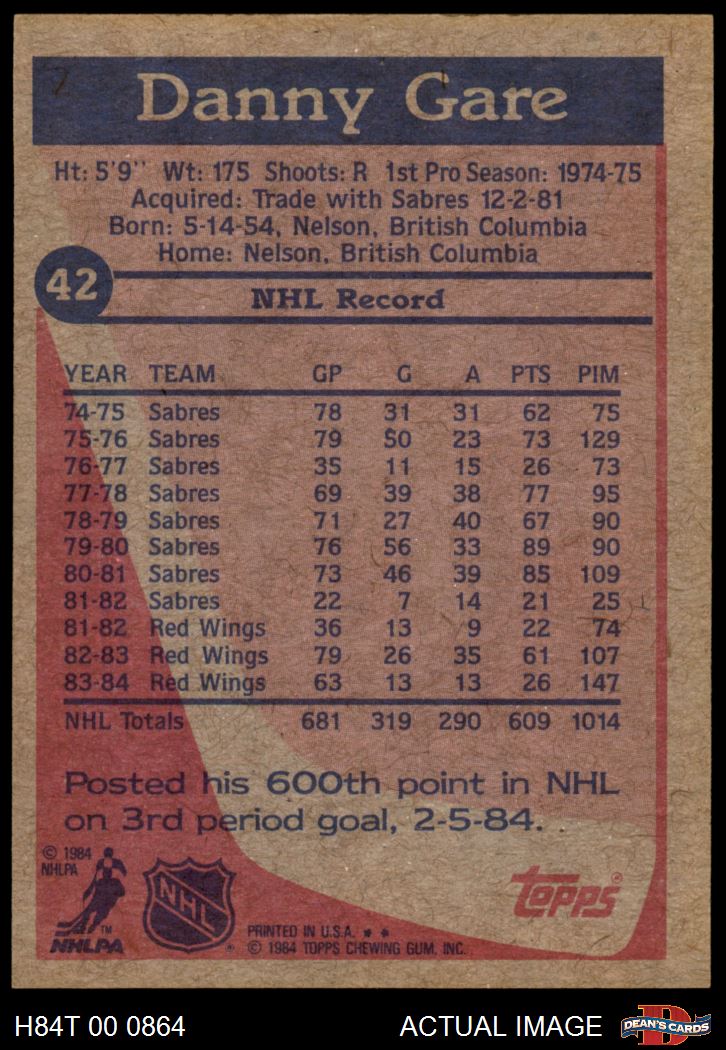 Danny Gare
Ht: 5'9'' Wt: 175 Shoots: R 1st Pro Season: 1974-75
Acquired: Trade with Sabres 12-2-81
Born: 5-14-54, Nelson, British Columbia
Home: Nelson, British Columbia
42
NHL Record
YEAR TEAM GP G A PTS PIM
74-75 Sabres 78 31 31 62 75
75-76 Sabres 79 50 23 73 129
76-77 Sabres 35 11 15 26 73
77-78 Sabres 69 39 38 77 95
78-79 Sabres 71 27 40 67 90
79-80 Sabres 76 56 33 89 90
80-81 Sabres 73 46 39 85 109
81-82 Sabres 22 7 14 21 25
81-82 Red Wings 36 13 9 22 74
82-83 Red Wings 79 26 35 61 107
83-84 Red Wings 63 13 13 26 147
NHL Totals 681 319 290 609 1014
Posted his 600th point in NHL
on 3rd period goal, 2-5-84.
© 1984
NHLPA
TM
NHLPA
NHL
®
topps®
PRINTED IN U.S.A. * *
© 1984 TOPPS CHEWING GUM, INC.
H84T 00 0864
ACTUAL IMAGE
D
DEAN'S CARDS